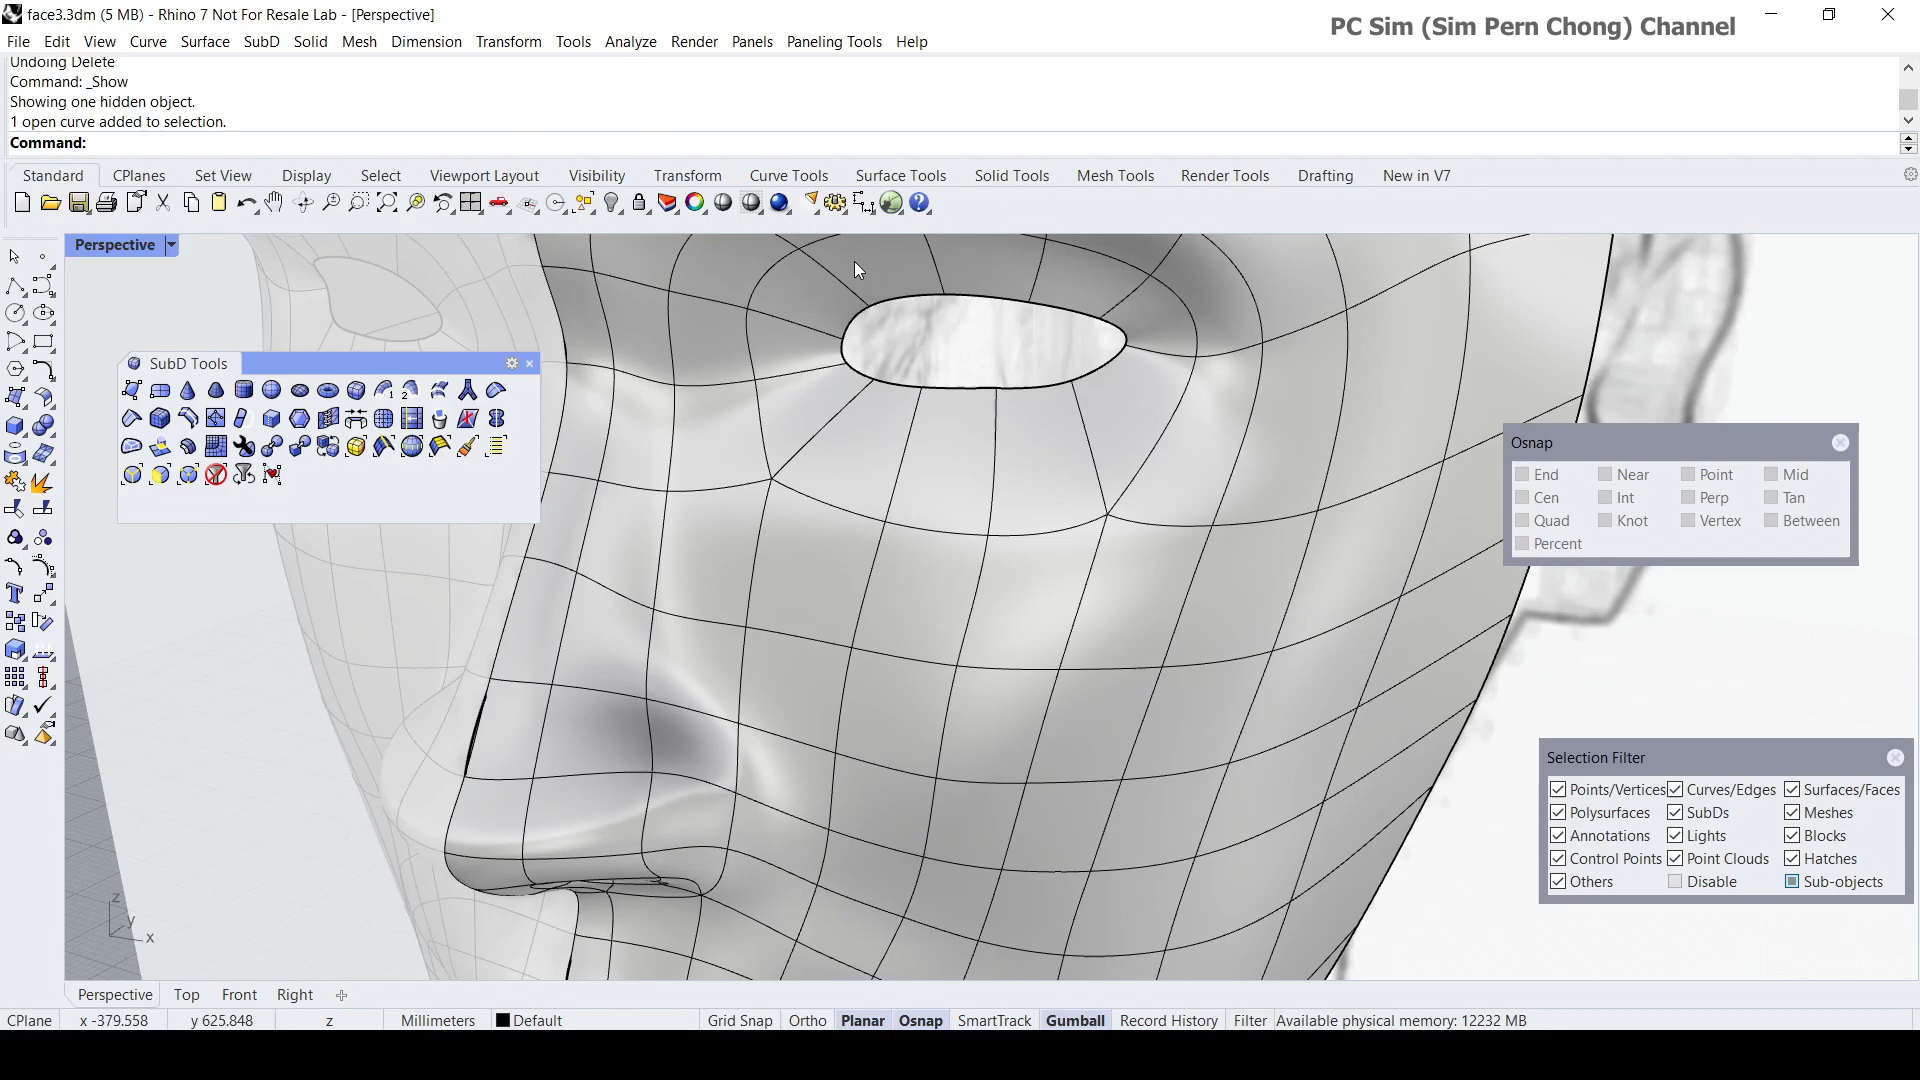 face3.3dm (5 MB) - Rhino 7 Not For Resale Lab - [Perspective]
PC Sim (Sim Pern Chong) Channel
File Edit View Curve Surface SubD Solid Mesh Dimension Transform Tools Analyze Render Panels Paneling Tools Help
Undoing Delete
Command: _Show
Showing one hidden object.
1 open curve added to selection.
Command:
Standard CPlanes Set View Display Select Viewport Layout Visibility Transform Curve Tools Surface Tools Solid Tools Mesh Tools Render Tools Drafting New in V7
Perspective
SubD Tools
Osnap
End Near Point Mid
Cen Int Perp Tan
Quad Knot Vertex Between
Percent
Selection Filter
Points/Vertices Curves/Edges Surfaces/Faces
Polysurfaces SubDs Meshes
Annotations Lights Blocks
Control Points Point Clouds Hatches
Others Disable Sub-objects
z
y
x
Perspective Top Front Right
CPlane x -379.558 y 625.848 z Millimeters Default Grid Snap Ortho Planar Osnap SmartTrack Gumball Record History Filter Available physical memory: 12232 MB